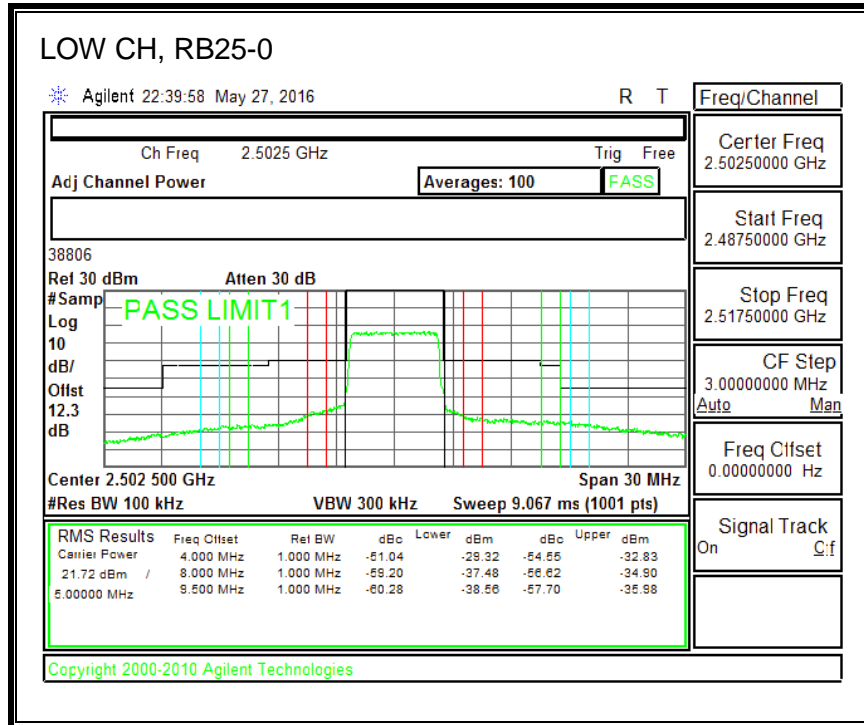 LOW CH, RB25-0
Agilent 22:39:58 May 27, 2016 R T
Freq/Channel
Ch Freq 2.5025 GHz Trig Free
Adj Channel Power Averages: 100 PASS
Center Freq
2.50250000 GHz
Start Freq
2.48750000 GHz
Stop Freq
2.51750000 GHz
CF Step
3.00000000 MHz
Auto Man
Freq Offset
0.00000000 Hz
Signal Track
On Off
38806
Ref 30 dBm Atten 30 dB
#Samp
Log
10
dB/
Offst
12.3
dB
PASS LIMIT1
Center 2.502 500 GHz Span 30 MHz
#Res BW 100 kHz VBW 300 kHz Sweep 9.067 ms (1001 pts)
RMS Results Freq Offset Ref BW dBc Lower dBm dBc Upper dBm
Carrier Power 4.000 MHz 1.000 MHz -51.04 -29.32 -54.55 -32.83
21.72 dBm / 8.000 MHz 1.000 MHz -59.20 -37.48 -56.62 -34.90
5.00000 MHz 9.500 MHz 1.000 MHz -60.28 -38.56 -57.70 -35.98
Copyright 2000-2010 Agilent Technologies